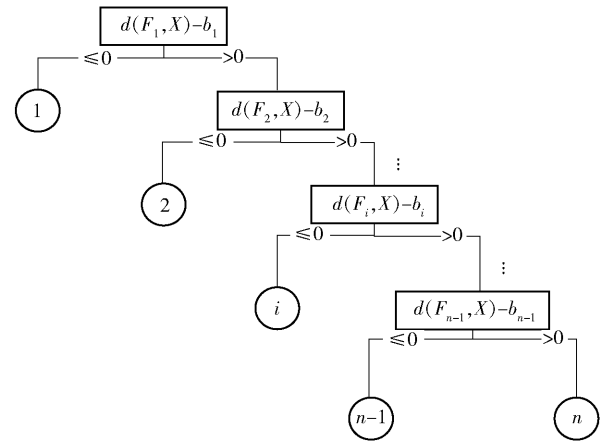 d(F₁,X)−b₁
⩽0 >0
1
d(F₂,X)−b₂
⩽0 >0
2
⋮
d(Fᵢ,X)−bᵢ
⩽0 >0
i
⋮
d(Fₙ₋₁,X)−bₙ₋₁
⩽0 >0
n−1 n